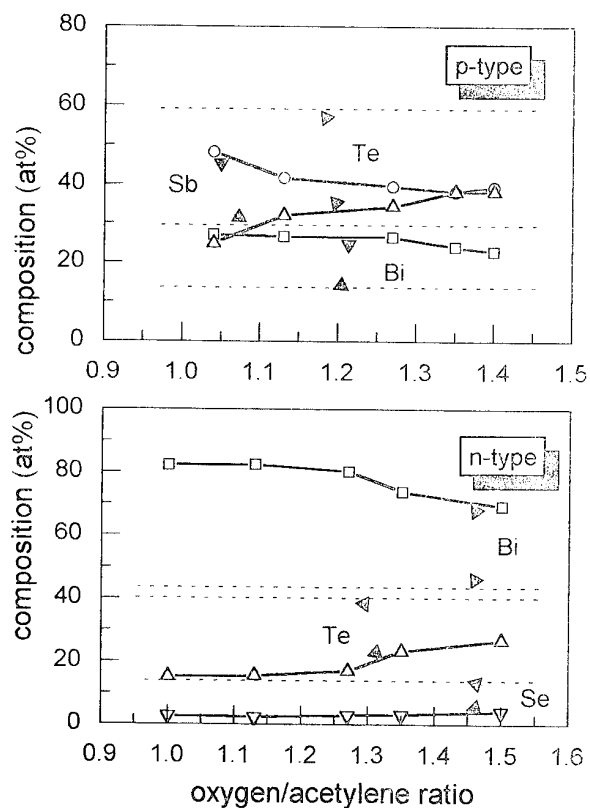 80
p-type
60
Te
composition (at%)
Sb
40
20
Bi
0
0.9 1.0 1.1 1.2 1.3 1.4 1.5
100
n-type
80
composition (at%)
60
Bi
40
Te
20
Se
0
0.9 1.0 1.1 1.2 1.3 1.4 1.5 1.6
oxygen/acetylene ratio